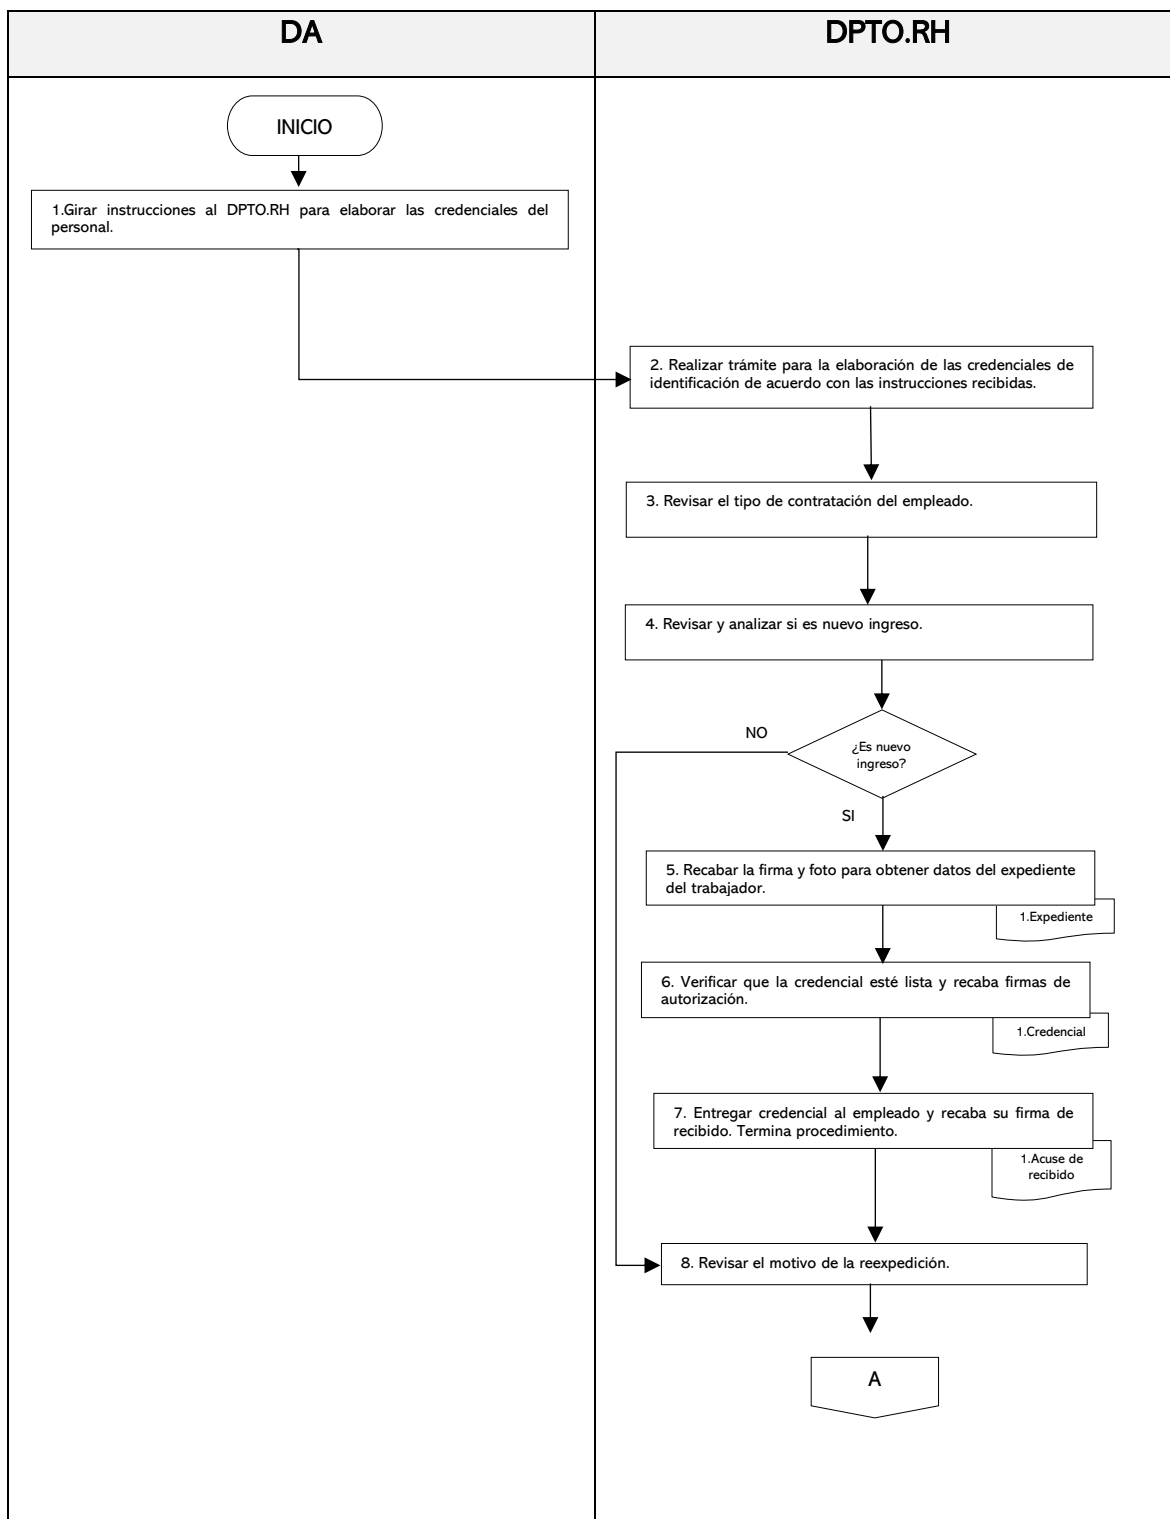 DA
DPTO.RH
INICIO
1.Girar instrucciones al DPTO.RH para elaborar las credenciales del
personal.
2. Realizar trámite para la elaboración de las credenciales de
identificación de acuerdo con las instrucciones recibidas.
3. Revisar el tipo de contratación del empleado.
4. Revisar y analizar si es nuevo ingreso.
NO
¿Es nuevo
ingreso?
SI
5. Recabar la firma y foto para obtener datos del expediente
del trabajador.
1.Expediente
6. Verificar que la credencial esté lista y recaba firmas de
autorización.
1.Credencial
7. Entregar credencial al empleado y recaba su firma de
recibido. Termina procedimiento.
1.Acuse de
recibido
8. Revisar el motivo de la reexpedición.
A